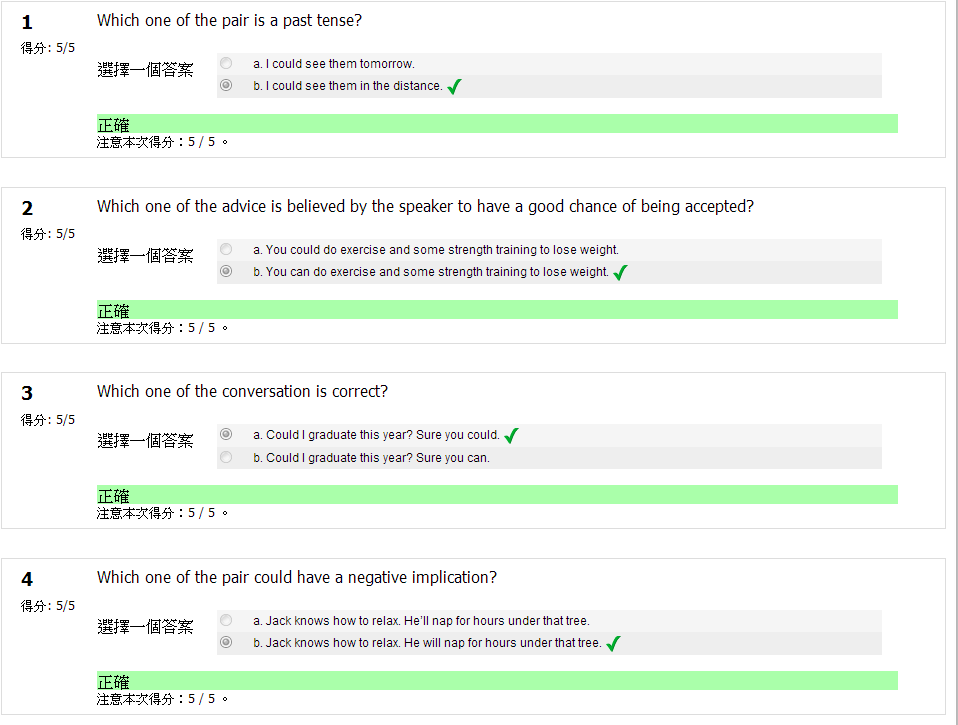 1 Which one of the pair is a past tense?
得分: 5/5
選擇一個答案
a. I could see them tomorrow.
b. I could see them in the distance.
正確
注意本次得分：5 / 5 。
2 Which one of the advice is believed by the speaker to have a good chance of being accepted?
得分: 5/5
選擇一個答案
a. You could do exercise and some strength training to lose weight.
b. You can do exercise and some strength training to lose weight.
正確
注意本次得分：5 / 5 。
3 Which one of the conversation is correct?
得分: 5/5
選擇一個答案
a. Could I graduate this year? Sure you could.
b. Could I graduate this year? Sure you can.
正確
注意本次得分：5 / 5 。
4 Which one of the pair could have a negative implication?
得分: 5/5
選擇一個答案
a. Jack knows how to relax. He'll nap for hours under that tree.
b. Jack knows how to relax. He will nap for hours under that tree.
正確
注意本次得分：5 / 5 。